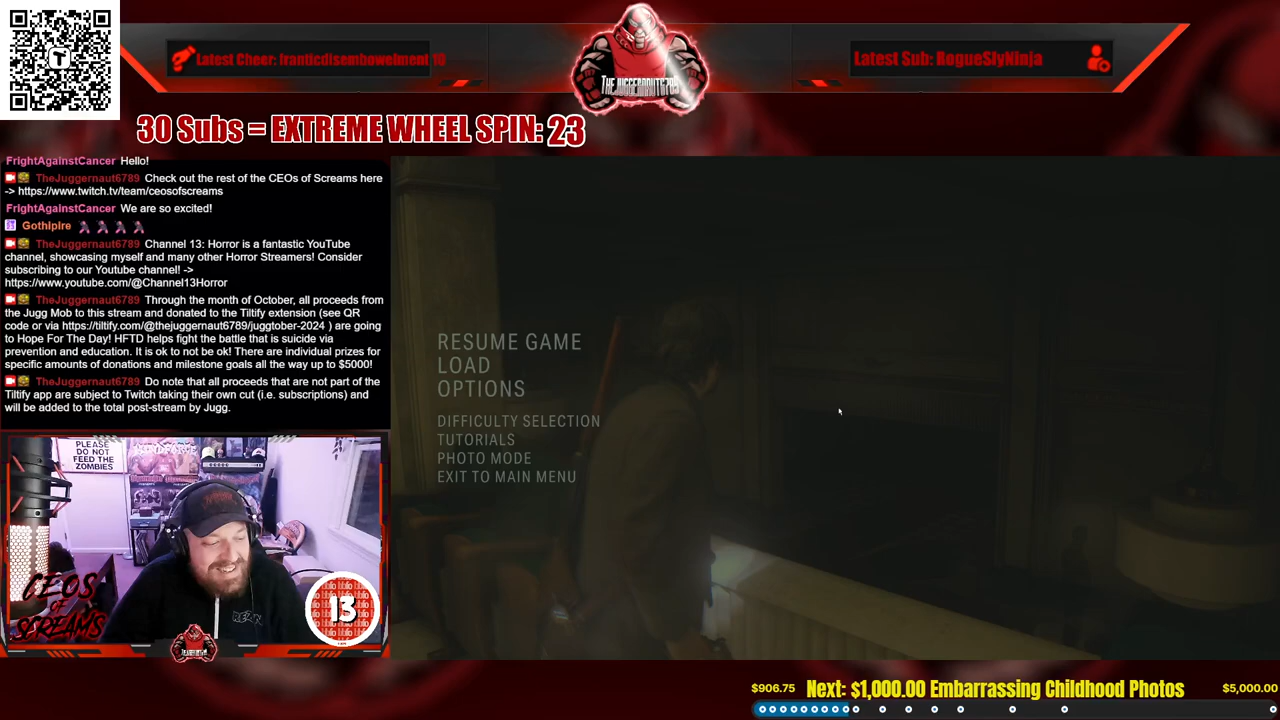 Latest Cheer: franticdisembowelment 10
Latest Sub: RogueSlyNinja
THEJUGGERNAUT6789
30 Subs = EXTREME WHEEL SPIN: 23
FrightAgainstCancer Hello!
TheJuggernaut6789 Check out the rest of the CEOs of Screams here
-> https://www.twitch.tv/team/ceosofscreams
FrightAgainstCancer We are so excited!
Gothipire
TheJuggernaut6789 Channel 13: Horror is a fantastic YouTube
channel, showcasing myself and many other Horror Streamers! Consider
subscribing to our Youtube channel! ->
https://www.youtube.com/@Channel13Horror
TheJuggernaut6789 Through the month of October, all proceeds from
the Jugg Mob to this stream and donated to the Tiltify extension (see QR
code or via https://tiltify.com/@thejuggernaut6789/juggtober-2024 ) are going
to Hope For The Day! HFTD helps fight the battle that is suicide via
prevention and education. It is ok to not be ok! There are individual prizes for
specific amounts of donations and milestone goals all the way up to $5000!
TheJuggernaut6789 Do note that all proceeds that are not part of the
Tiltify app are subject to Twitch taking their own cut (i.e. subscriptions) and
will be added to the total post-stream by Jugg.
RESUME GAME
LOAD
OPTIONS
DIFFICULTY SELECTION
TUTORIALS
PHOTO MODE
EXIT TO MAIN MENU
PLEASE
DO NOT
FEED THE
ZOMBIES
CEOS
OF
SCREAMS
13
$906.75 Next: $1,000.00 Embarrassing Childhood Photos $5,000.00